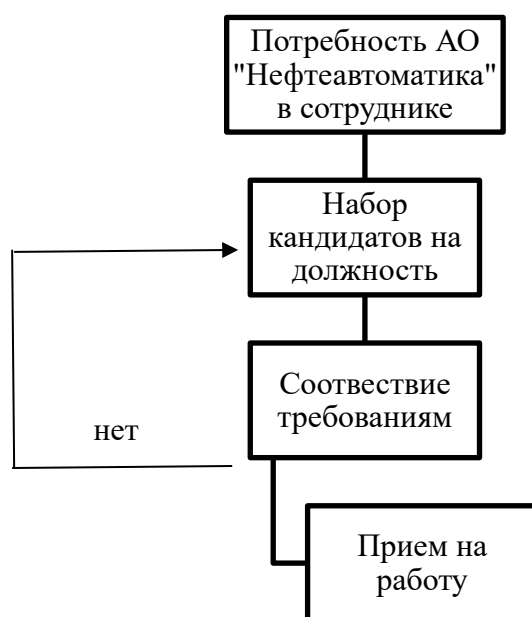 Потребность АО
"Нефтеавтоматика"
в сотруднике
Набор
кандидатов на
должность
Соотвествие
требованиям
нет
Прием на
работу